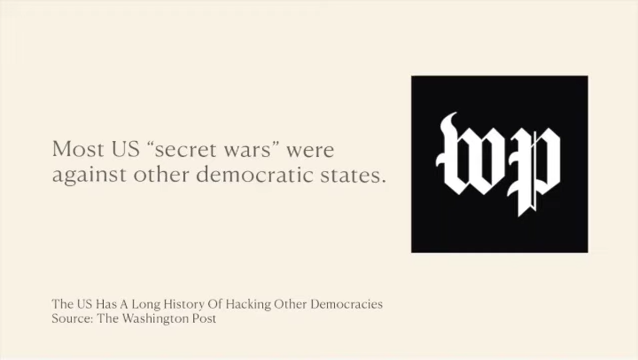 Most US “secret wars” were
against other democratic states.
wp
The US Has A Long History Of Hacking Other Democracies
Source: The Washington Post